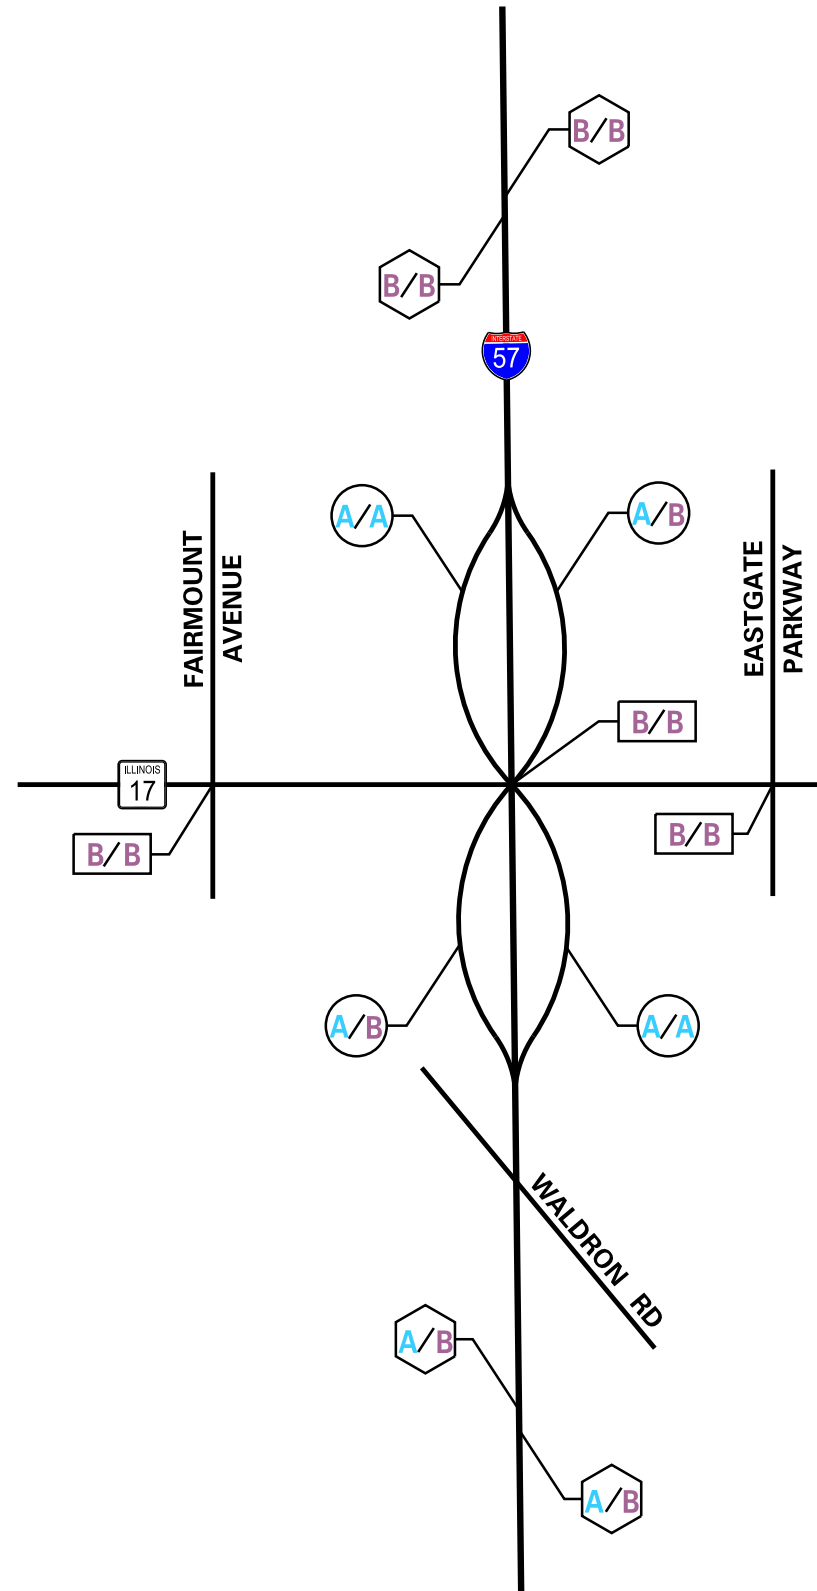 B/B
B/B
INTERSTATE
57
A/A
A/B
FAIRMOUNT
AVENUE
EASTGATE
PARKWAY
B/B
ILLINOIS
17
B/B
B/B
A/B
A/A
WALDRON RD
A/B
A/B